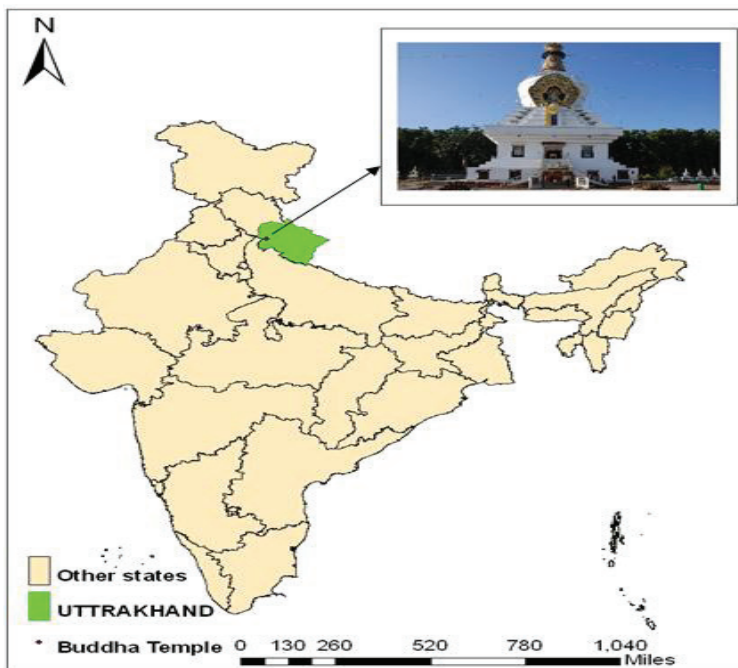 N
Other states
UTTRAKHAND
Buddha Temple
0 130 260 520 780 1,040
Miles